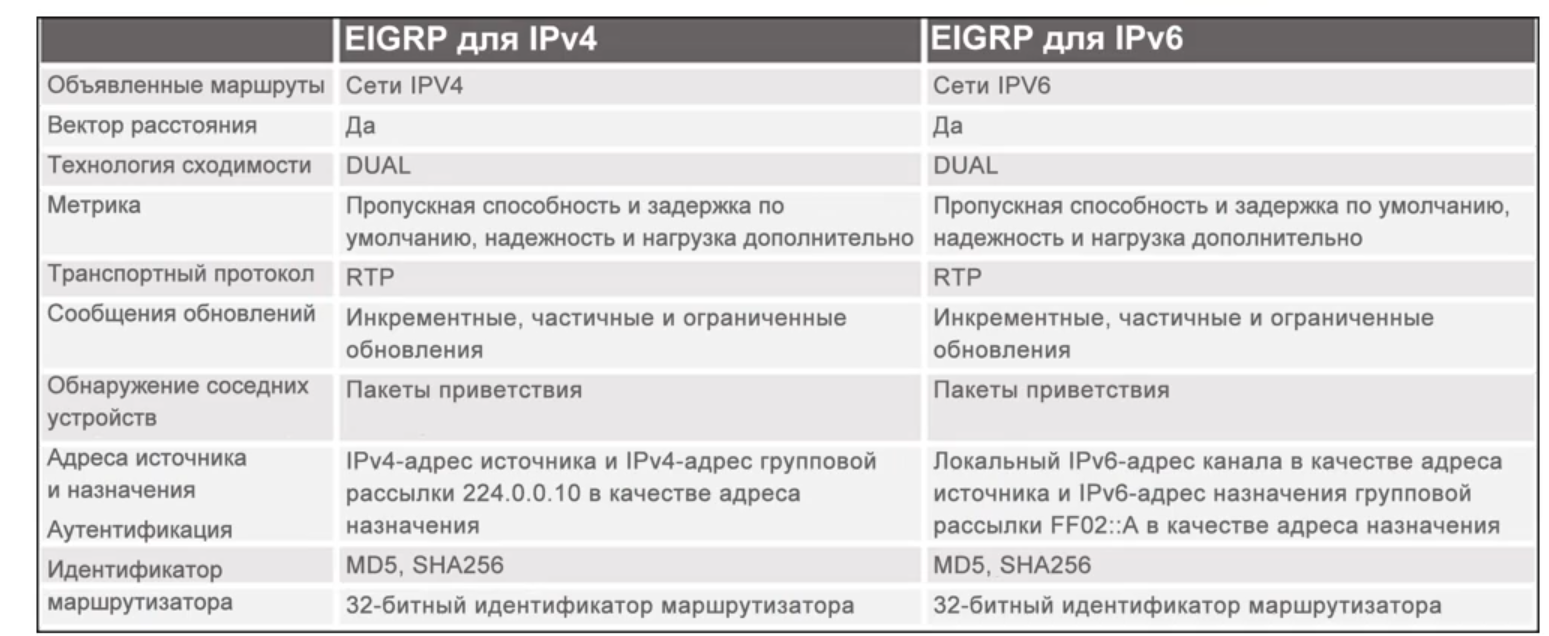 EIGRP для IPv4
EIGRP для IPv6
Объявленные маршруты
Сети IPV4
Сети IPV6
Вектор расстояния
Да
Да
Технология сходимости
DUAL
DUAL
Метрика
Пропускная способность и задержка по
умолчанию, надежность и нагрузка дополнительно
Пропускная способность и задержка по умолчанию,
надежность и нагрузка дополнительно
Транспортный протокол
RTP
RTP
Сообщения обновлений
Инкрементные, частичные и ограниченные
обновления
Инкрементные, частичные и ограниченные
обновления
Обнаружение соседних
устройств
Пакеты приветствия
Пакеты приветствия
Адреса источника
и назначения
IPv4-адрес источника и IPv4-адрес групповой
рассылки 224.0.0.10 в качестве адреса
назначения
Локальный IPv6-адрес канала в качестве адреса
источника и IPv6-адрес назначения групповой
рассылки FF02::A в качестве адреса назначения
Аутентификация
MD5, SHA256
MD5, SHA256
Идентификатор
маршрутизатора
32-битный идентификатор маршрутизатора
32-битный идентификатор маршрутизатора